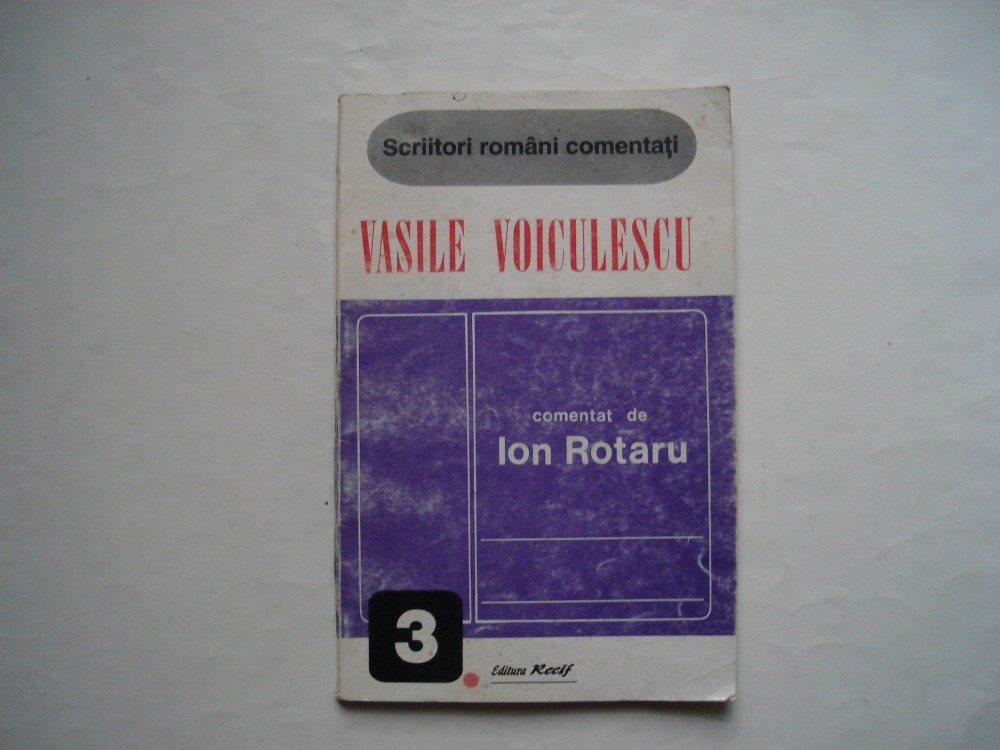 Scriitori români comentați
VASILE VOICULESCU
comentat de
Ion Rotaru
3
Editura Recif